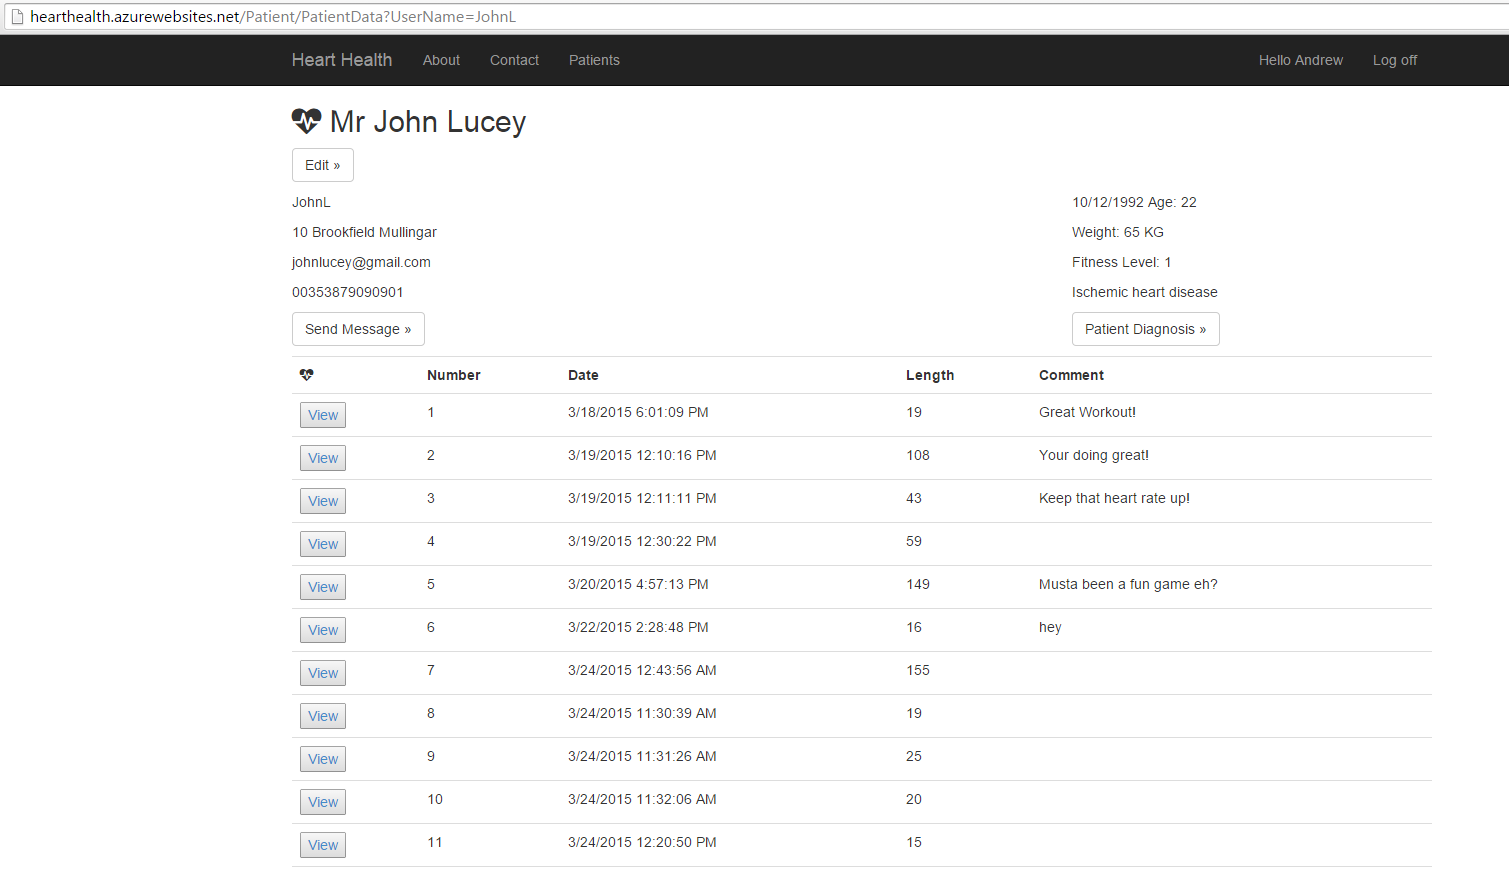 hearthealth.azurewebsites.net/Patient/PatientData?UserName=JohnL
Heart Health About Contact Patients Hello Andrew Log off
Mr John Lucey
Edit »
JohnL 10/12/1992 Age: 22
10 Brookfield Mullingar Weight: 65 KG
johnlucey@gmail.com Fitness Level: 1
00353879090901 Ischemic heart disease
Send Message » Patient Diagnosis »
Number Date Length Comment
View 1 3/18/2015 6:01:09 PM 19 Great Workout!
View 2 3/19/2015 12:10:16 PM 108 Your doing great!
View 3 3/19/2015 12:11:11 PM 43 Keep that heart rate up!
View 4 3/19/2015 12:30:22 PM 59
View 5 3/20/2015 4:57:13 PM 149 Musta been a fun game eh?
View 6 3/22/2015 2:28:48 PM 16 hey
View 7 3/24/2015 12:43:56 AM 155
View 8 3/24/2015 11:30:39 AM 19
View 9 3/24/2015 11:31:26 AM 25
View 10 3/24/2015 11:32:06 AM 20
View 11 3/24/2015 12:20:50 PM 15